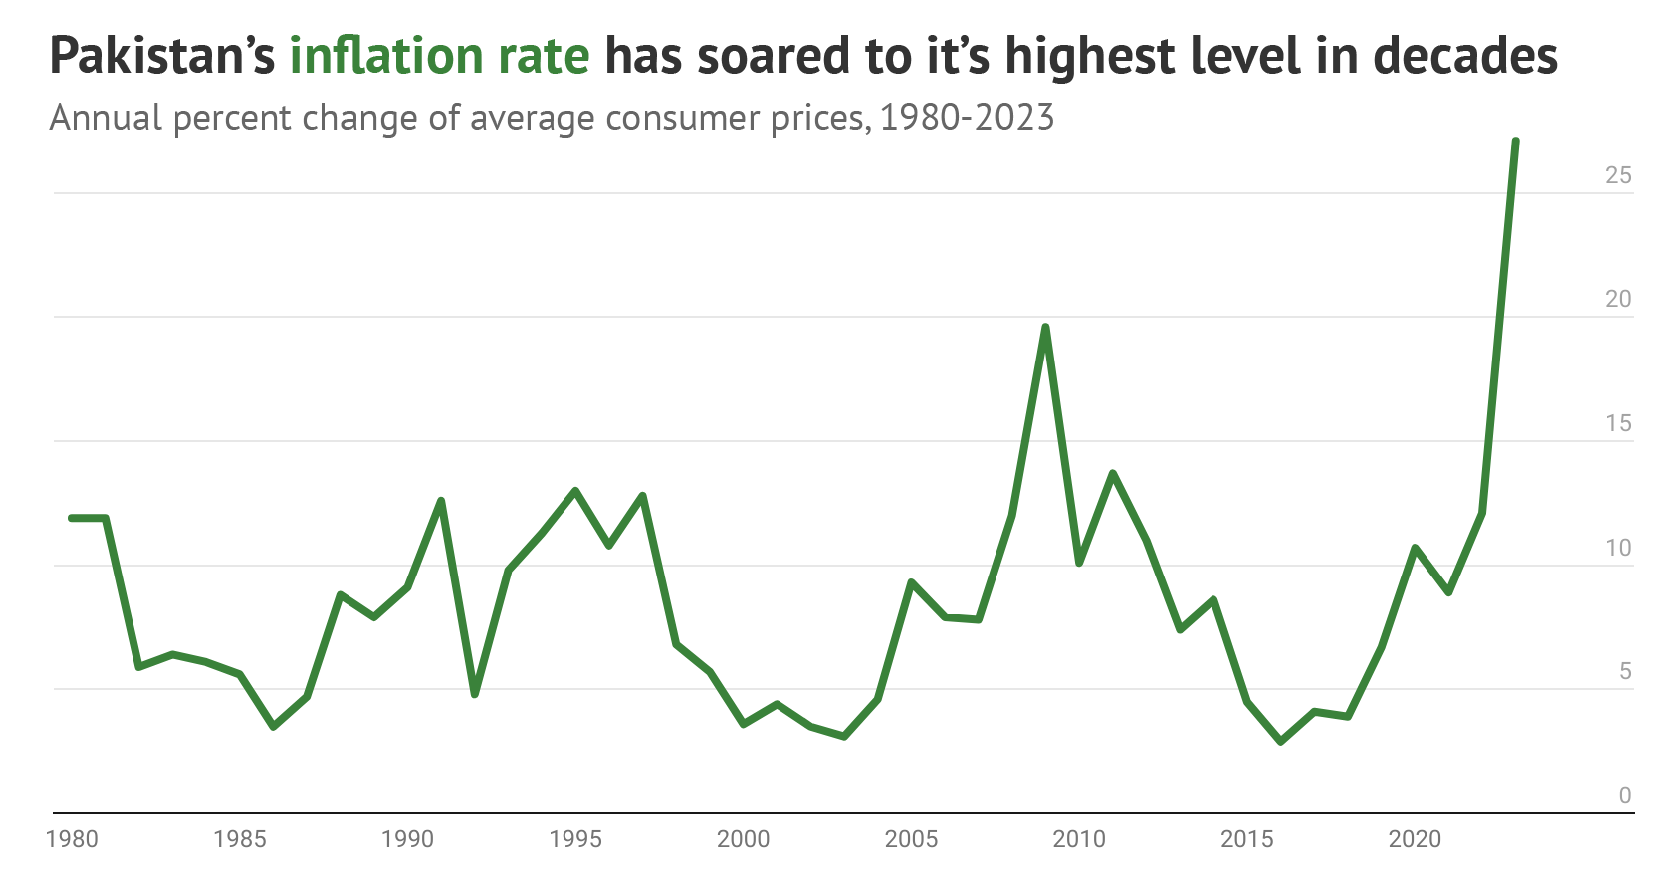 Pakistan’s inflation rate has soared to it’s highest level in decades
Annual percent change of average consumer prices, 1980-2023
25
20
15
10
5
0
1980 1985 1990 1995 2000 2005 2010 2015 2020